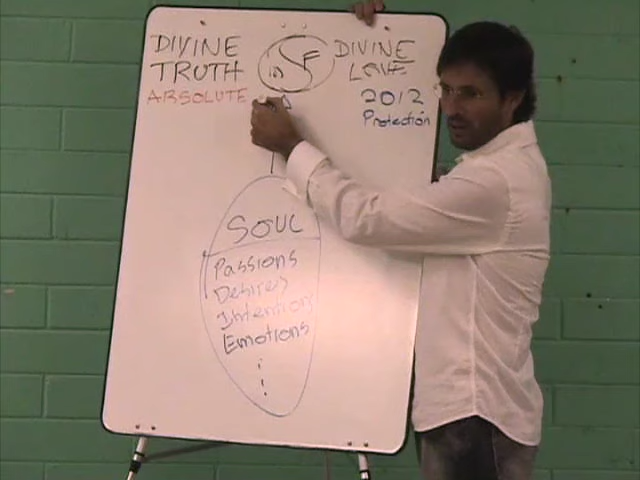 DIVINE
TRUTH
ABSOLUTE
DIVINE
LOVE
2012
Protection
SOUL
Passions
Desires
Intentions
Emotions